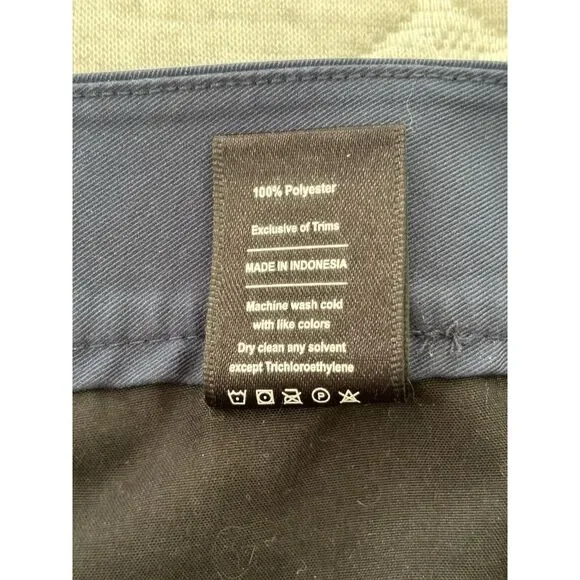 100% Polyester
Exclusive of Trims
MADE IN INDONESIA
Machine wash cold
with like colors
Dry clean any solvent
except Trichloroethylene
P